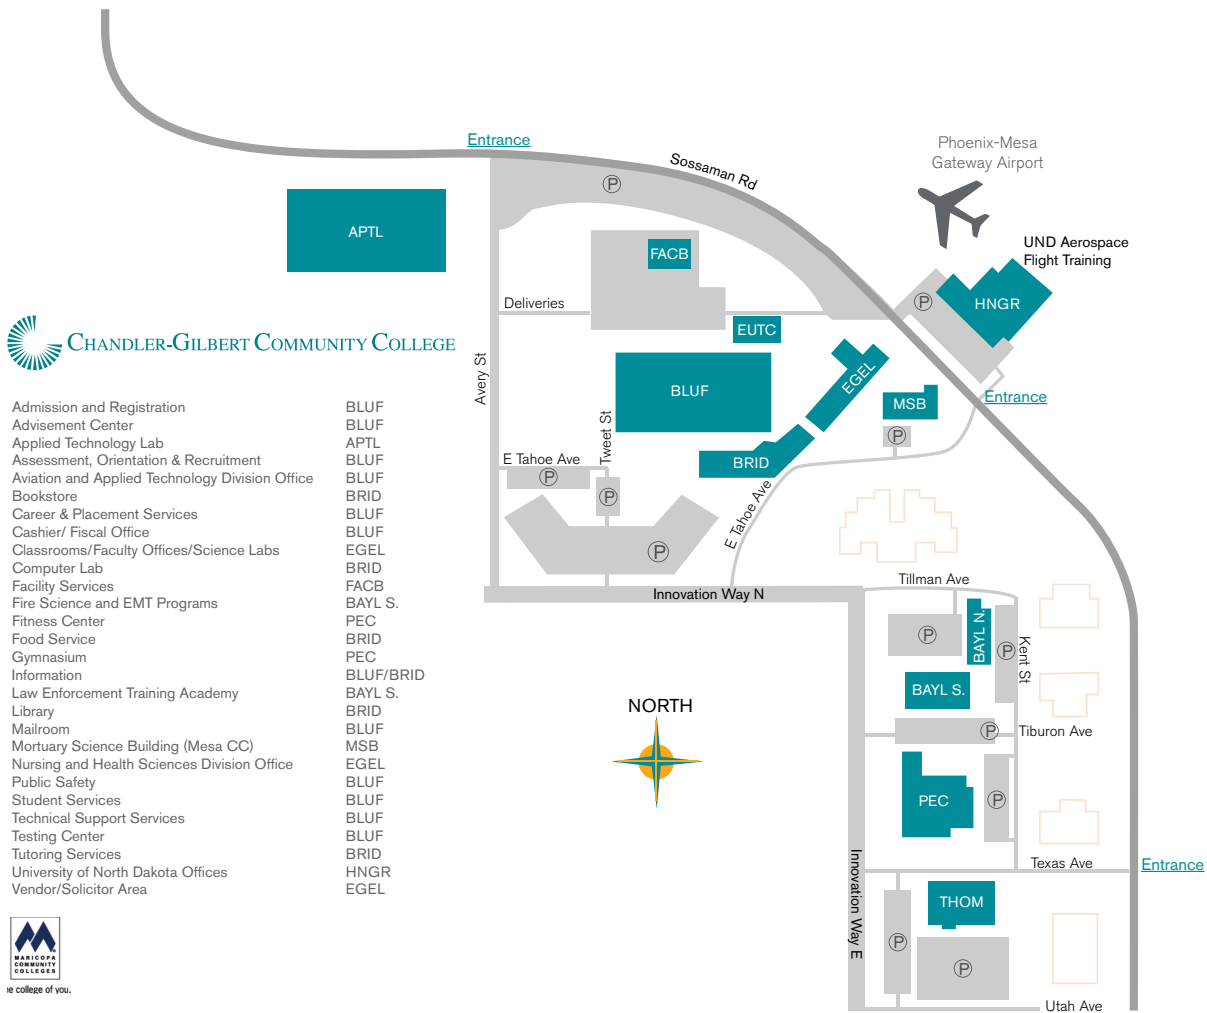 Entrance
Sossaman Rd
Phoenix-Mesa
Gateway Airport
P
APTL
FACB
UND Aerospace
Flight Training
P
HNGR
Deliveries
EUTC
CHANDLER-GILBERT COMMUNITY COLLEGE
Avery St
BLUF
EGEL
MSB
Entrance
P
Tweet St
E Tahoe Ave
BRID
P
P
E Tahoe Ave
P
Admission and Registration BLUF
Advisement Center BLUF
Applied Technology Lab APTL
Assessment, Orientation & Recruitment BLUF
Aviation and Applied Technology Division Office BLUF
Bookstore BRID
Career & Placement Services BLUF
Cashier/ Fiscal Office BLUF
Classrooms/Faculty Offices/Science Labs EGEL
Computer Lab BRID
Facility Services FACB
Fire Science and EMT Programs BAYL S.
Fitness Center PEC
Food Service BRID
Gymnasium PEC
Information BLUF/BRID
Law Enforcement Training Academy BAYL S.
Library BRID
Mailroom BLUF
Mortuary Science Building (Mesa CC) MSB
Nursing and Health Sciences Division Office EGEL
Public Safety BLUF
Student Services BLUF
Technical Support Services BLUF
Testing Center BLUF
Tutoring Services BRID
University of North Dakota Offices HNGR
Vendor/Solicitor Area EGEL
Innovation Way N
Tillman Ave
P
BAYL N.
P
Kent St
BAYL S.
NORTH
P
Tiburon Ave
PEC
P
Innovation Way E
Texas Ave
Entrance
THOM
P
P
Utah Ave
MARICOPA
COMMUNITY
COLLEGES
e college of you.